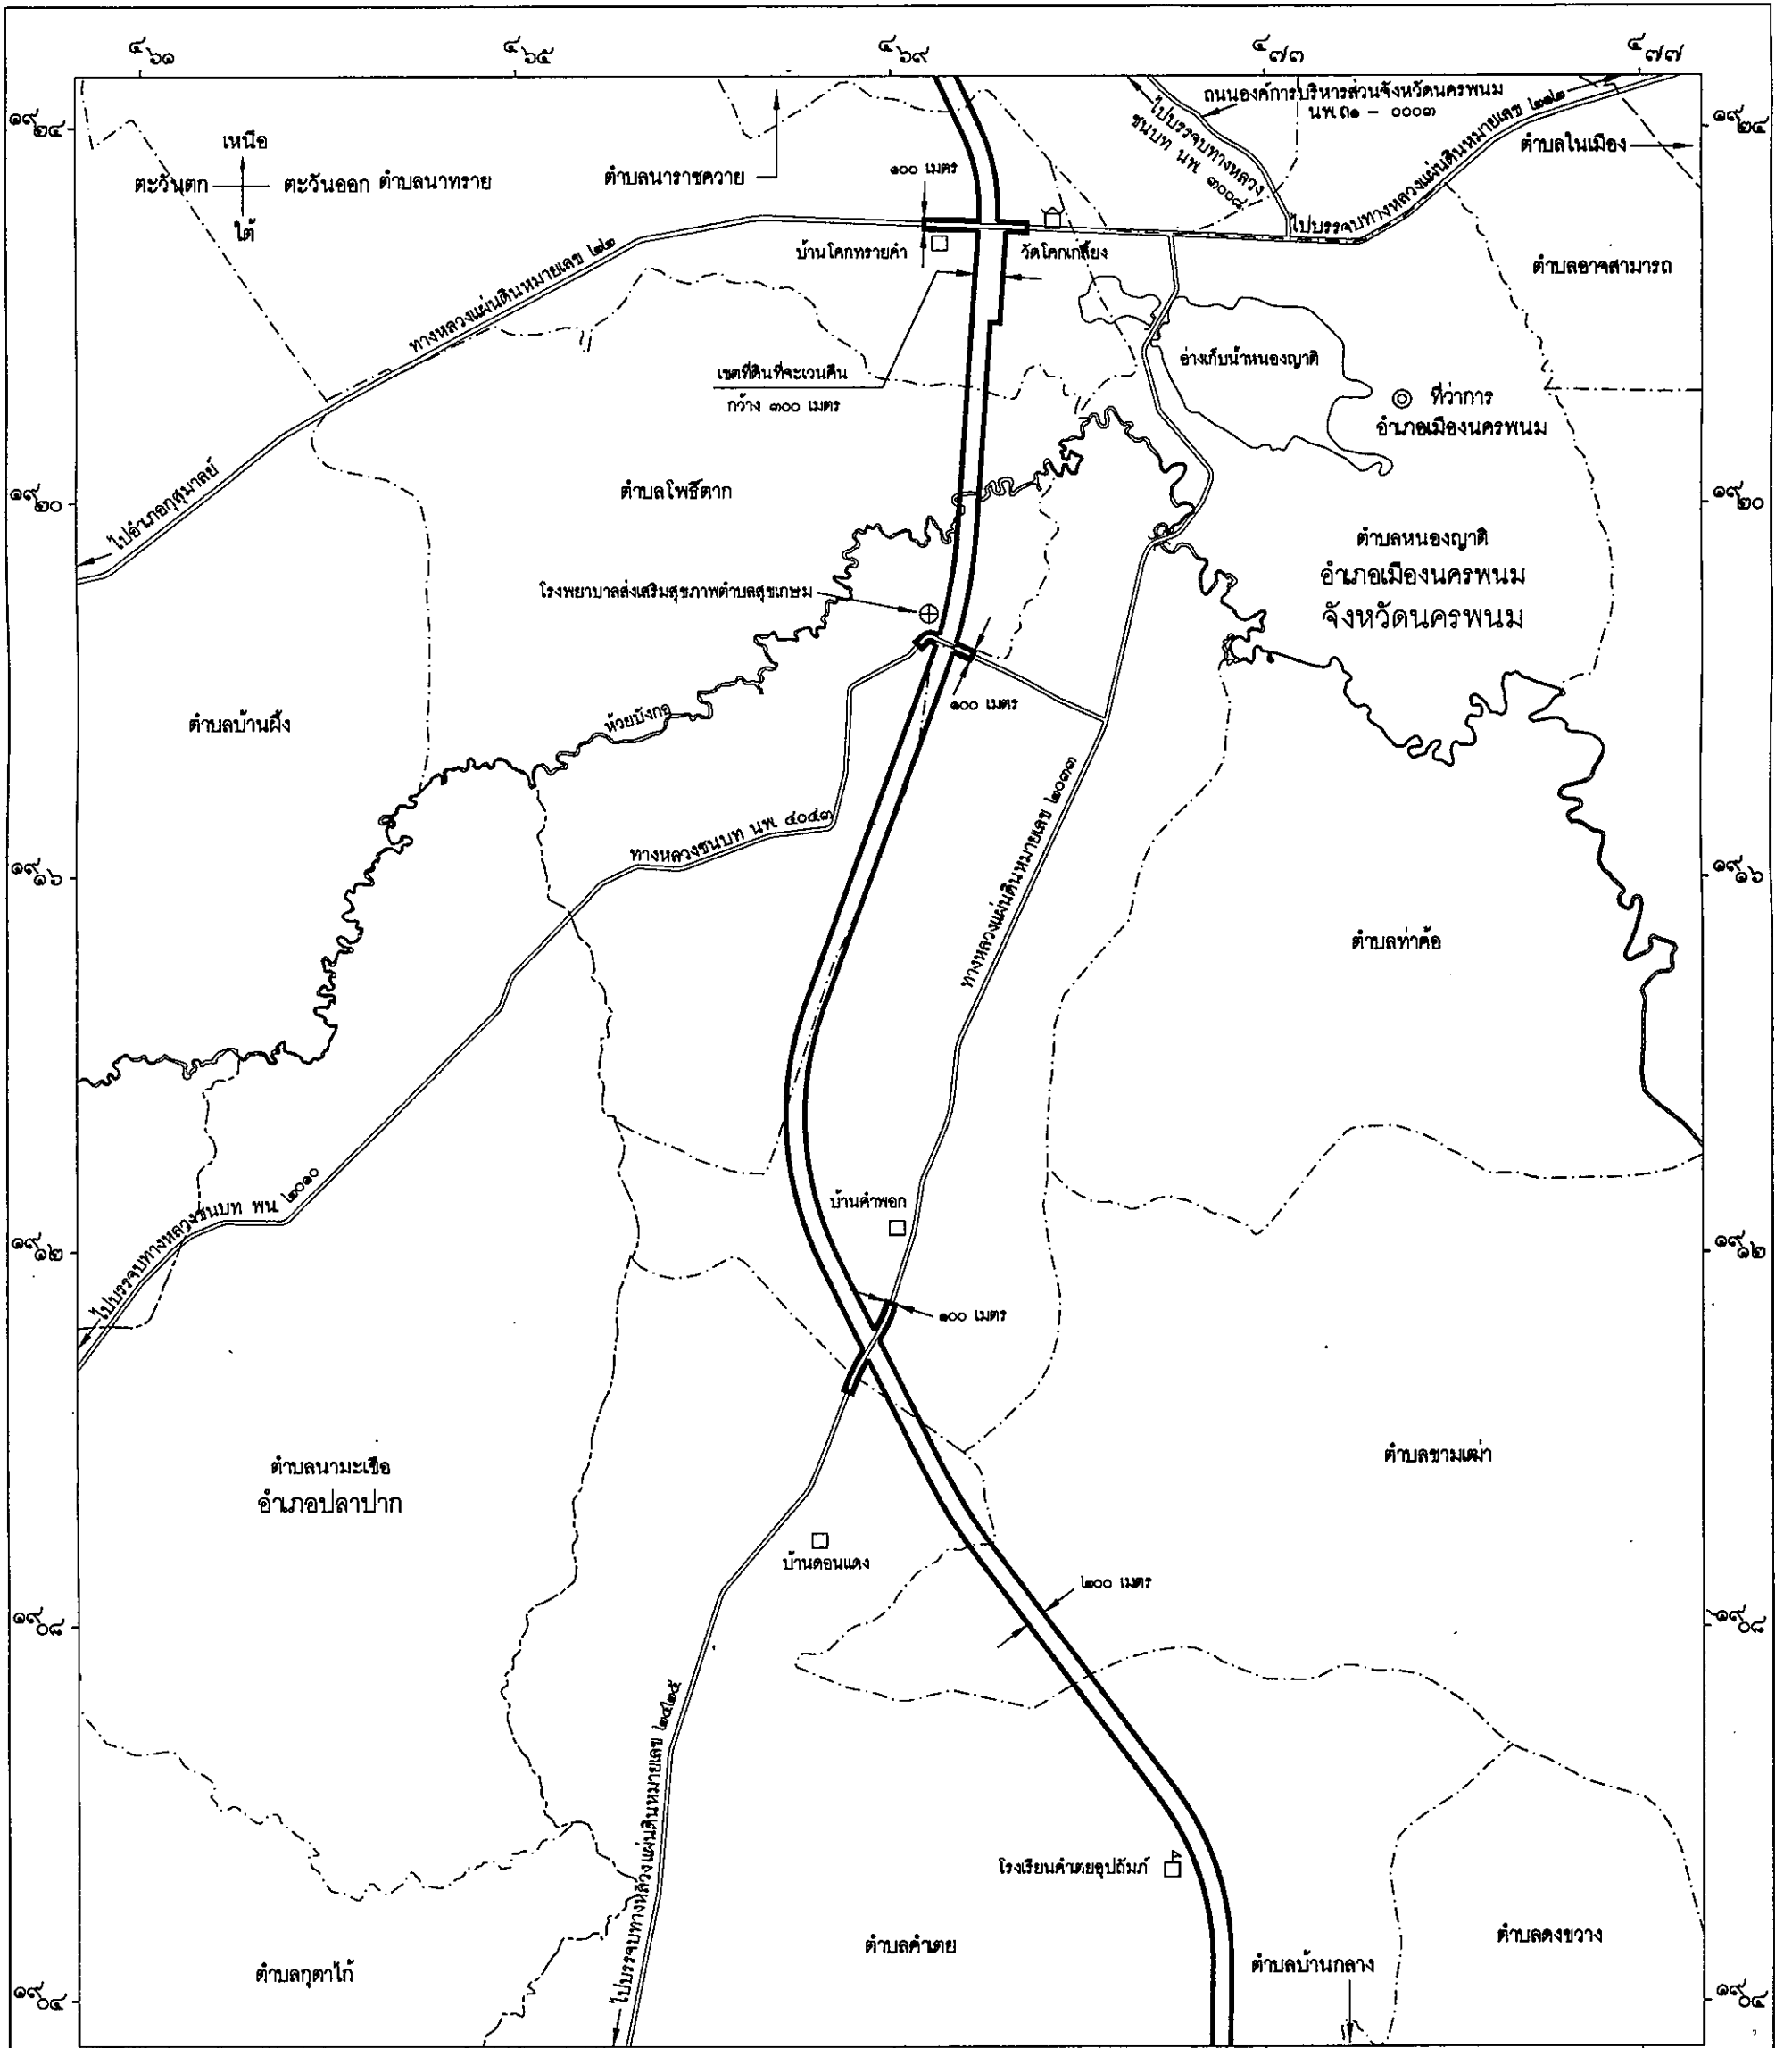 ๔๖๑ ๔๖๕ ๔๖๙ ๔๗๓ ๔๗๗
๑๙๒๔ ๑๙๒๔
ถนนองค์การบริหารส่วนจังหวัดนครพนม
นพ.ถ๑ - ๐๐๐๓
ไปบรรจบทางหลวง
ชนบท นพ. ๓๐๐๘
ไปบรรจบทางหลวงแผ่นดินหมายเลข ๒๑๒
ตำบลในเมือง
เหนือ
ตะวันตก ตะวันออก
ใต้
ตำบลนาทราย
ตำบลนาราชควาย
๑๐๐ เมตร
บ้านโคกทรายคำ
วัดโคกเกลี้ยง
ตำบลอาจสามารถ
ทางหลวงแผ่นดินหมายเลข ๒๒
อ่างเก็บน้ำหนองญาติ
เขตที่ดินที่จะเวนคืน
กว้าง ๓๐๐ เมตร
ที่ว่าการ
อำเภอเมืองนครพนม
ไปอำเภอกุสุมาลย์
ตำบลโพธิ์ตาก
๑๙๒๐ ๑๙๒๐
ตำบลหนองญาติ
อำเภอเมืองนครพนม
จังหวัดนครพนม
โรงพยาบาลส่งเสริมสุขภาพตำบลสุขเกษม
๑๐๐ เมตร
ตำบลบ้านผึ้ง
ห้วยบังกอ
ทางหลวงชนบท นพ. ๔๐๔๓
ทางหลวงแผ่นดินหมายเลข ๒๐๓๓
๑๙๑๖ ๑๙๑๖
ตำบลท่าค้อ
บ้านคำพอก
ไปบรรจบทางหลวงชนบท พน. ๒๐๑๐
๑๙๑๒ ๑๙๑๒
๑๐๐ เมตร
ตำบลนามะเขือ
อำเภอปลาปาก
ตำบลขามเฒ่า
บ้านดอนแดง
๒๐๐ เมตร
๑๙๐๘ ๑๙๐๘
โรงเรียนคำเตยอุปถัมภ์
ตำบลดงขวาง
ตำบลคำเตย
ตำบลบ้านกลาง
ตำบลกุตาไก้
๑๙๐๔ ๑๙๐๔